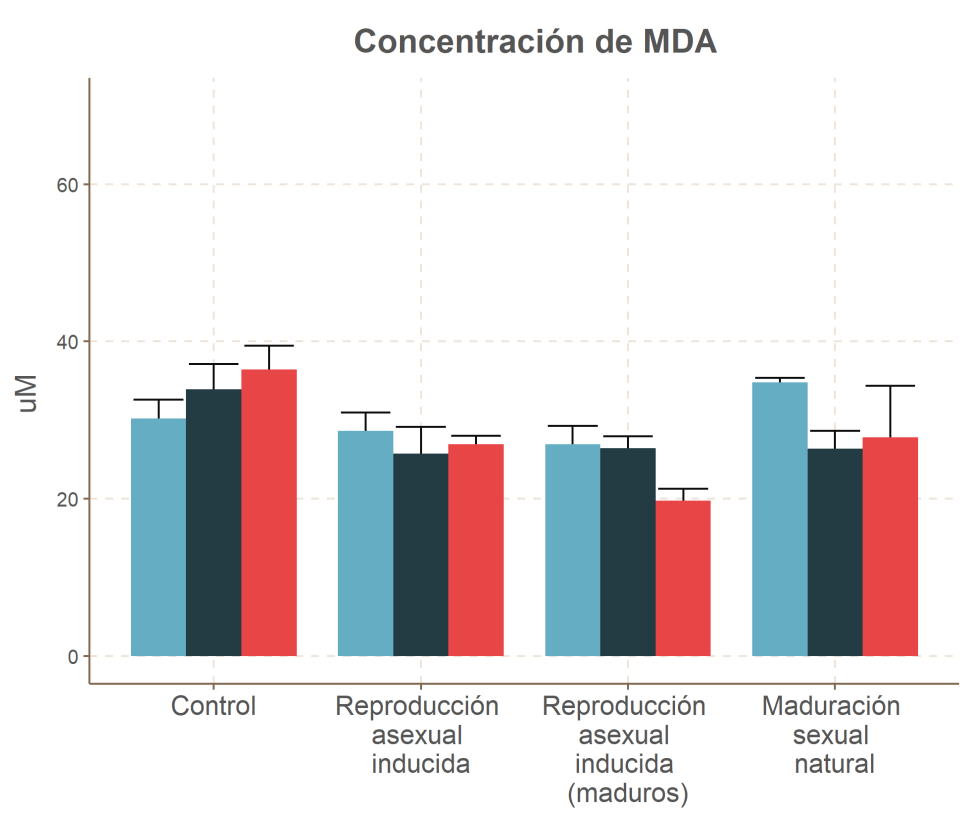 Concentración de MDA
uM
60
40
20
0
Control
Reproducción
asexual
inducida
Reproducción
asexual
inducida
(maduros)
Maduración
sexual
natural